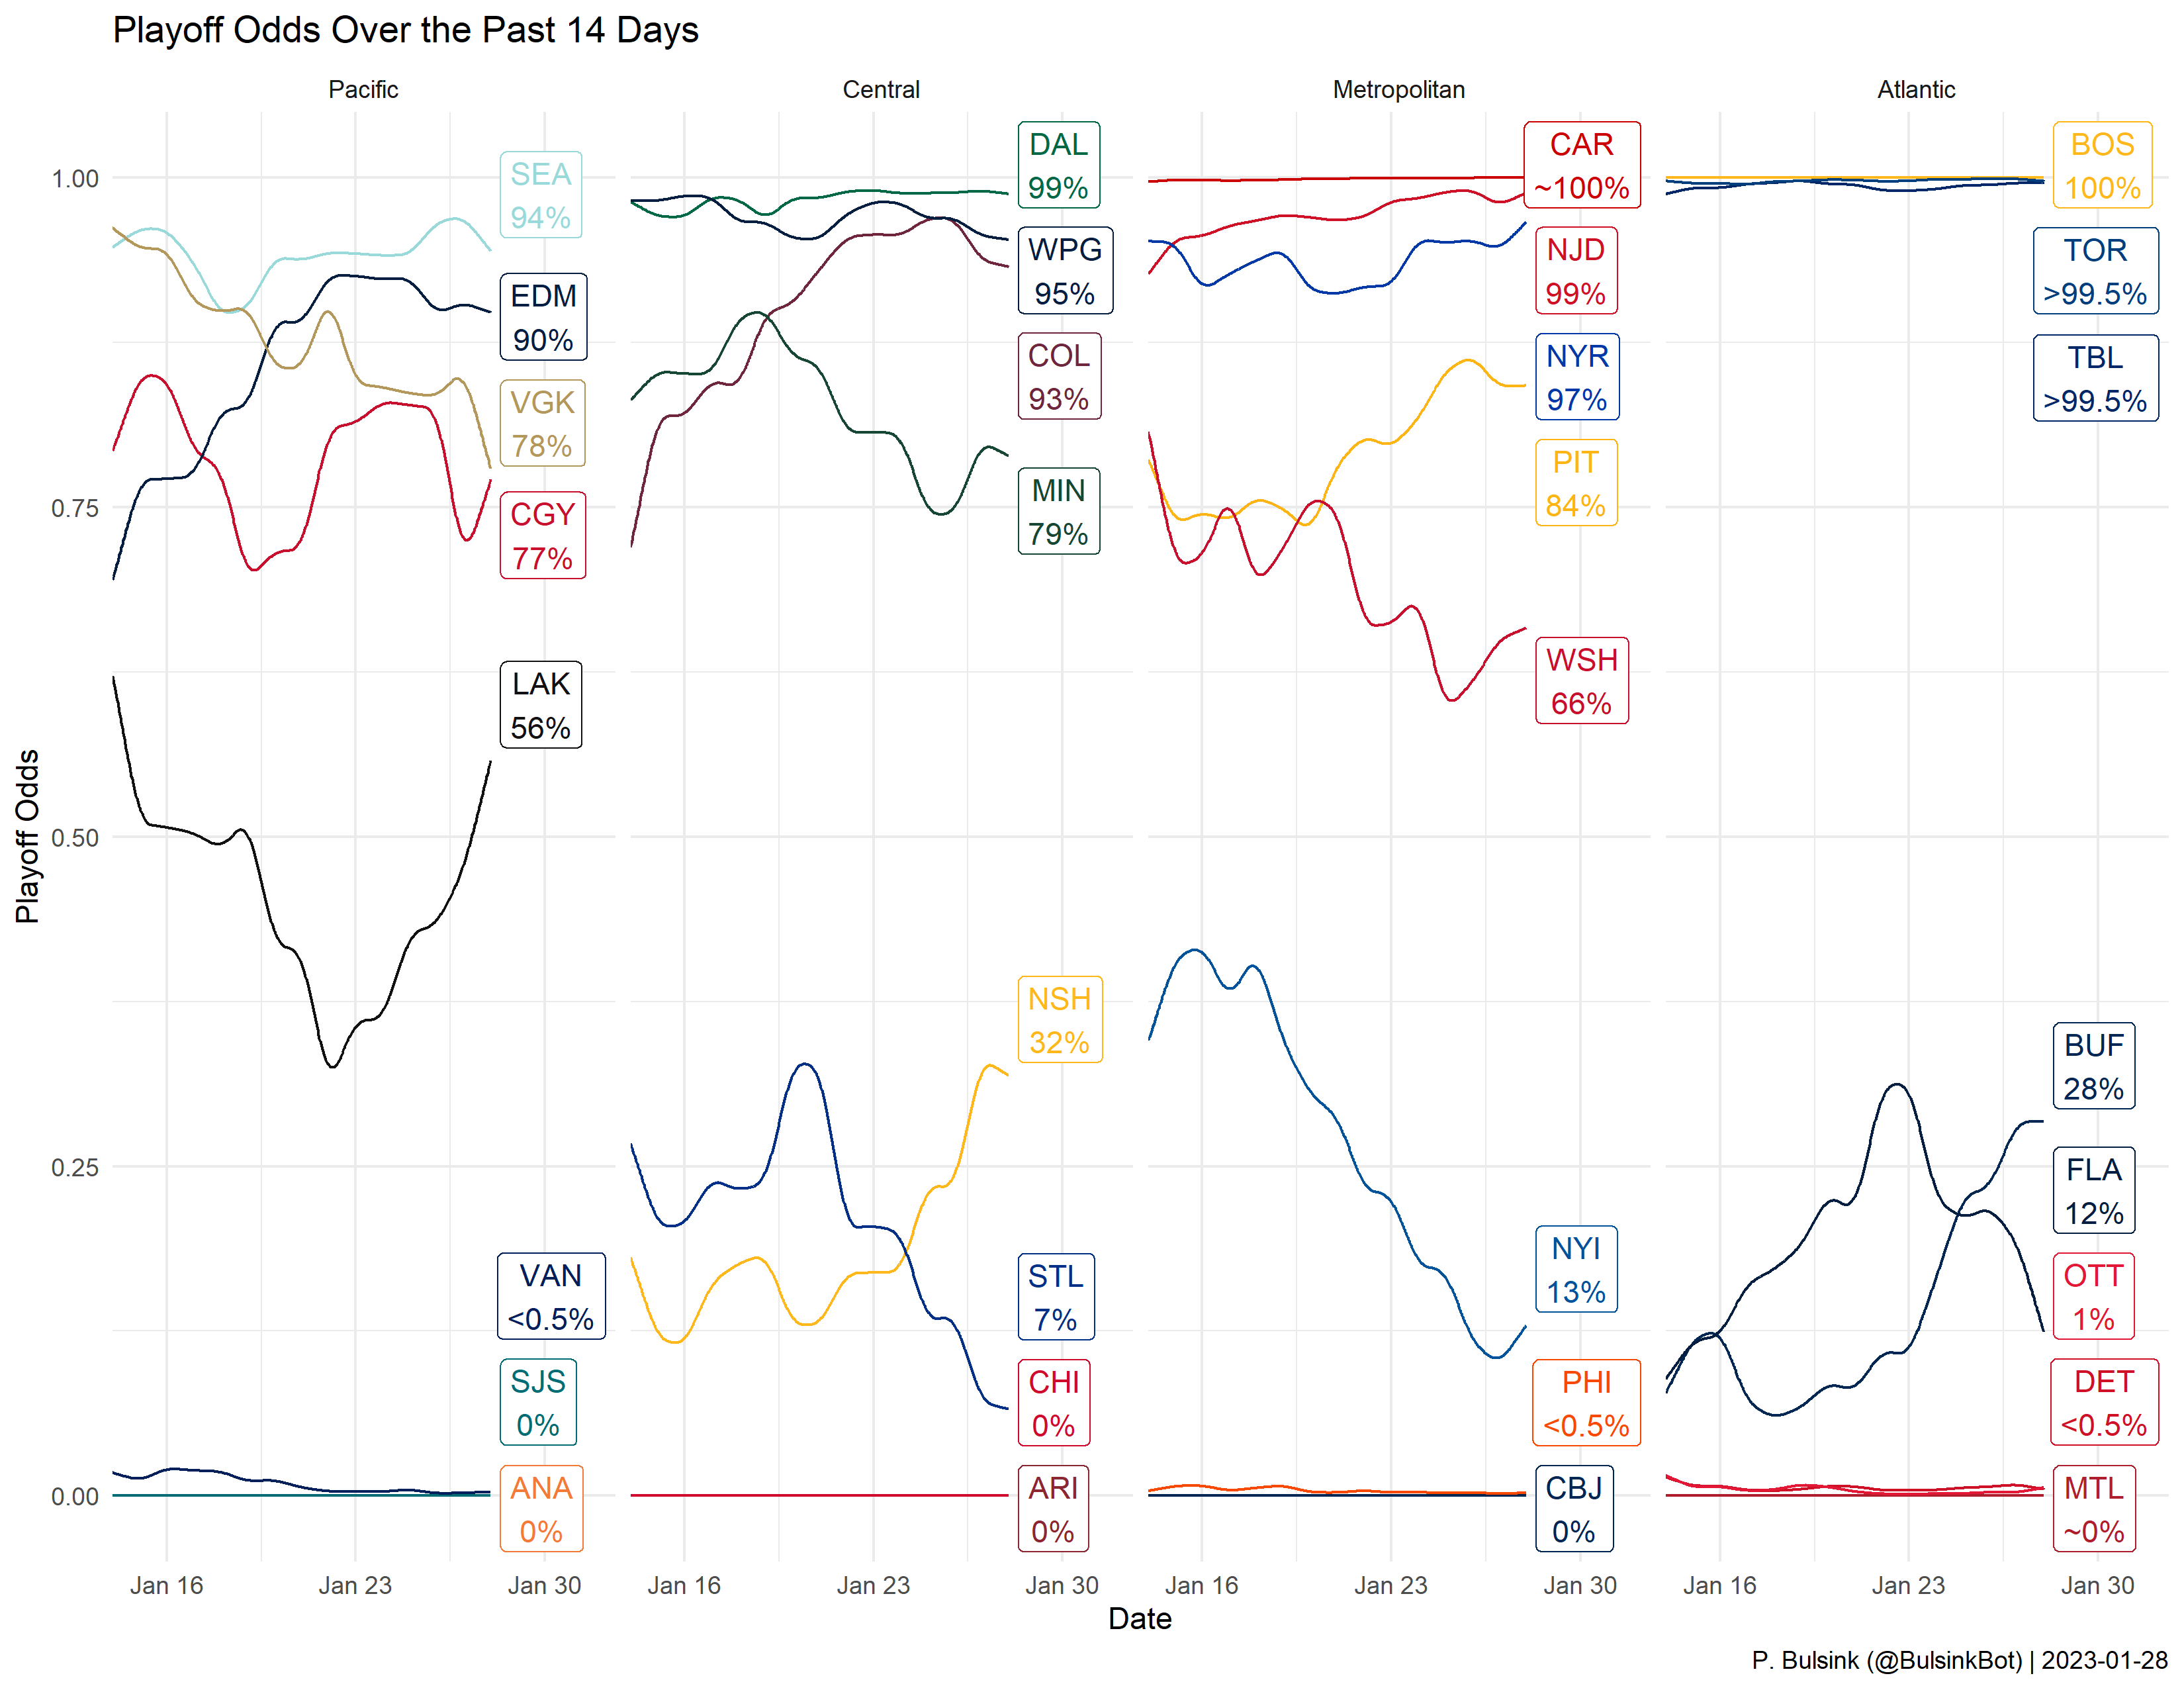 Playoff Odds Over the Past 14 Days
Pacific
Central
Metropolitan
Atlantic
Playoff Odds
1.00
0.75
0.50
0.25
0.00
SEA
94%
EDM
90%
VGK
78%
CGY
77%
LAK
56%
VAN
<0.5%
SJS
0%
ANA
0%
DAL
99%
WPG
95%
COL
93%
MIN
79%
NSH
32%
STL
7%
CHI
0%
ARI
0%
CAR
~100%
NJD
99%
NYR
97%
PIT
84%
WSH
66%
NYI
13%
PHI
<0.5%
CBJ
0%
BOS
100%
TOR
>99.5%
TBL
>99.5%
BUF
28%
FLA
12%
OTT
1%
DET
<0.5%
MTL
~0%
Jan 16
Jan 23
Jan 30
Jan 16
Jan 23
Jan 30
Jan 16
Jan 23
Jan 30
Jan 16
Jan 23
Jan 30
Date
P. Bulsink (@BulsinkBot) | 2023-01-28